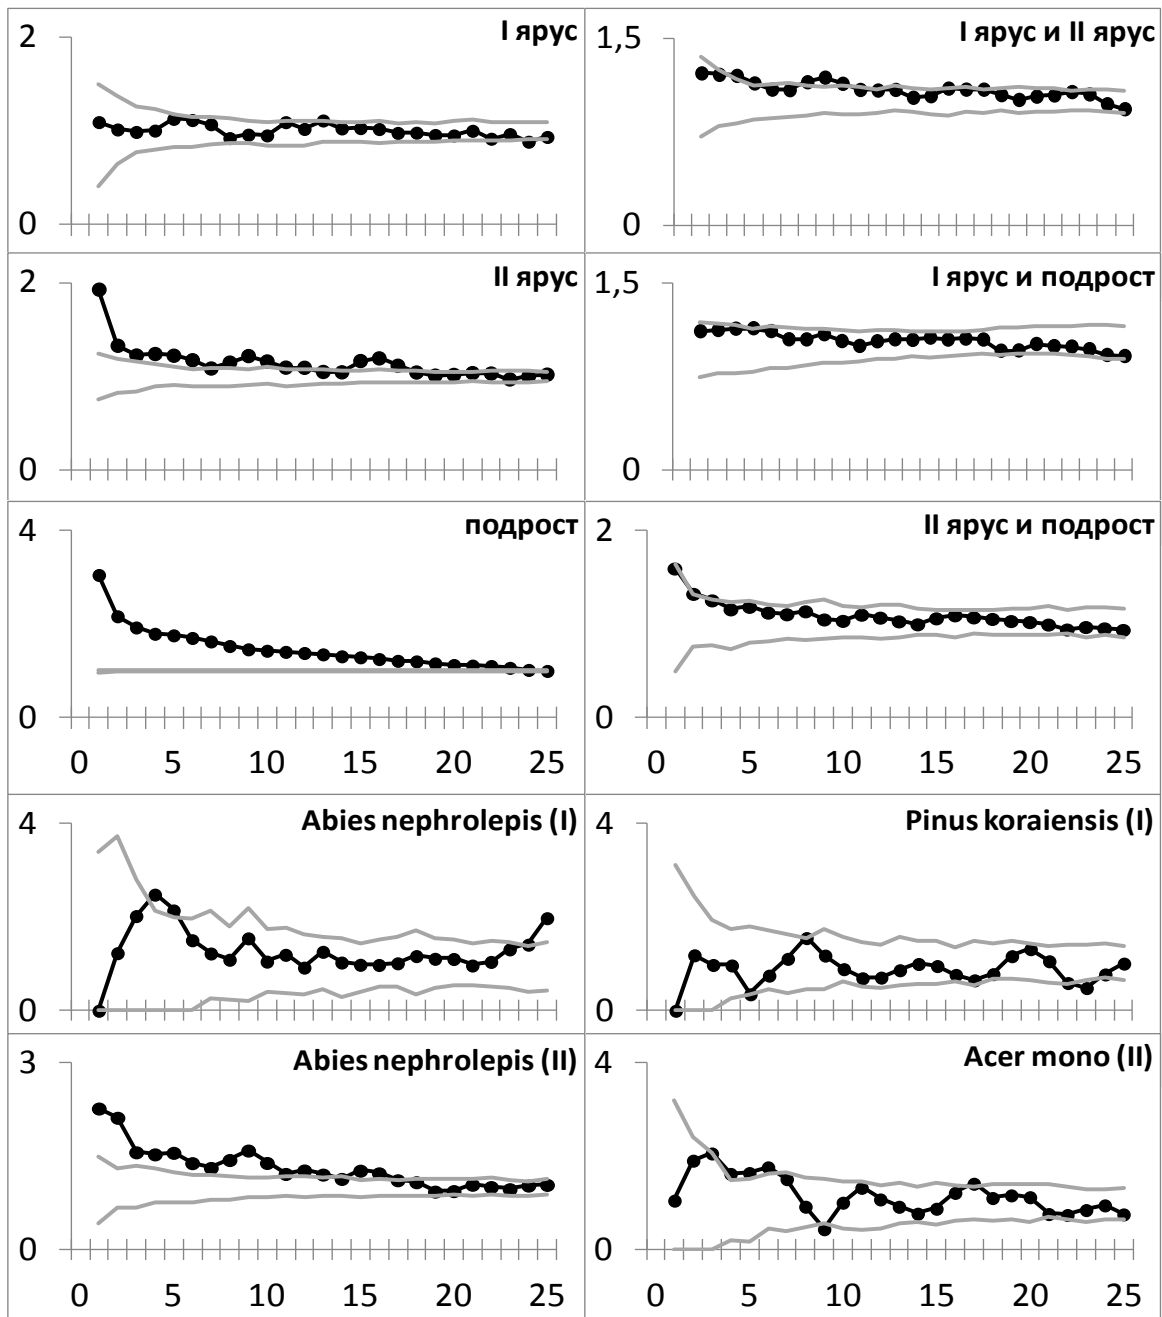 2
I ярус
0
1,5
I ярус и II ярус
0
2
II ярус
0
1,5
I ярус и подрост
0
4
подрост
0
0 5 10 15 20 25
2
II ярус и подрост
0
0 5 10 15 20 25
4
Abies nephrolepis (I)
0
4
Pinus koraiensis (I)
0
3
Abies nephrolepis (II)
0
0 5 10 15 20 25
4
Acer mono (II)
0
0 5 10 15 20 25